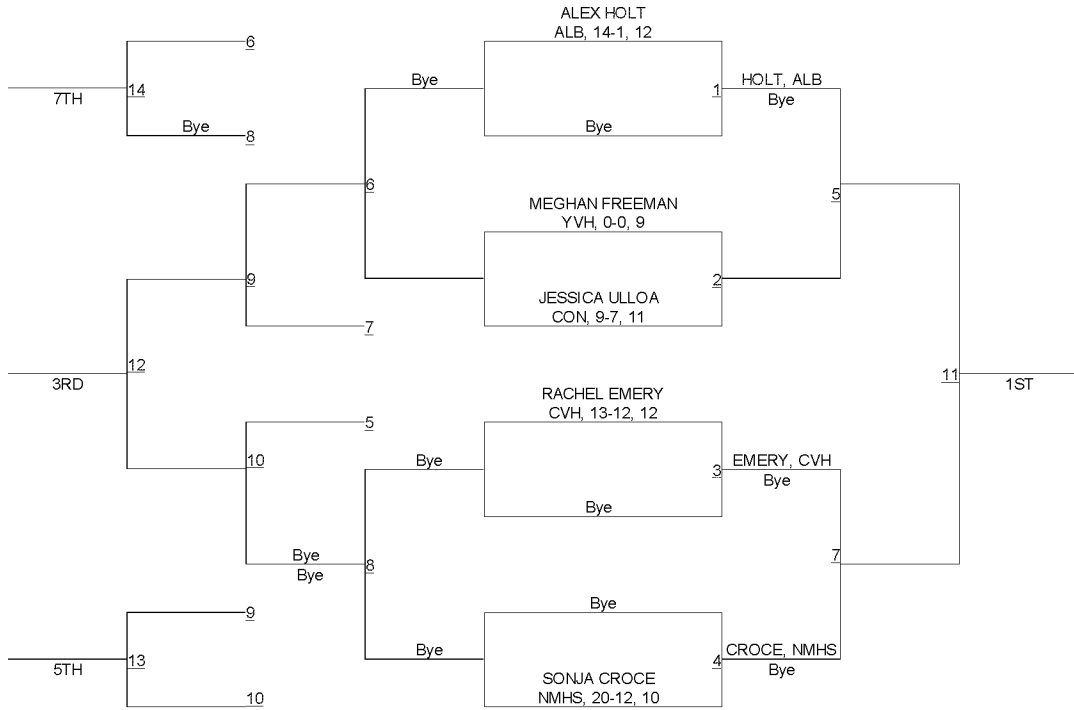 ALEX HOLT
ALB, 14-1, 12
6
Bye
HOLT, ALB
14
1
7TH
Bye
Bye
Bye
8
6
5
MEGHAN FREEMAN
YVH, 0-0, 9
9
2
JESSICA ULLOA
CON, 9-7, 11
7
12
11
3RD
1ST
RACHEL EMERY
CVH, 13-12, 12
5
10
Bye
3
EMERY, CVH
Bye
Bye
Bye
8
7
Bye
Bye
9
Bye
CROCE, NMHS
13
4
5TH
Bye
SONJA CROCE
NMHS, 20-12, 10
10